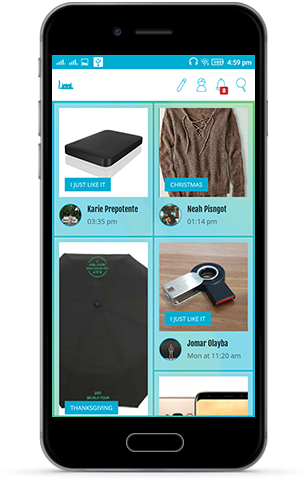 4:59 pm
8
I JUST LIKE IT
CHRISTMAS
Karie Prepotente
03:35 pm
Neah Pisngot
01:14 pm
I JUST LIKE IT
THANKSGIVING
Jomar Olayba
Mon at 11:20 am